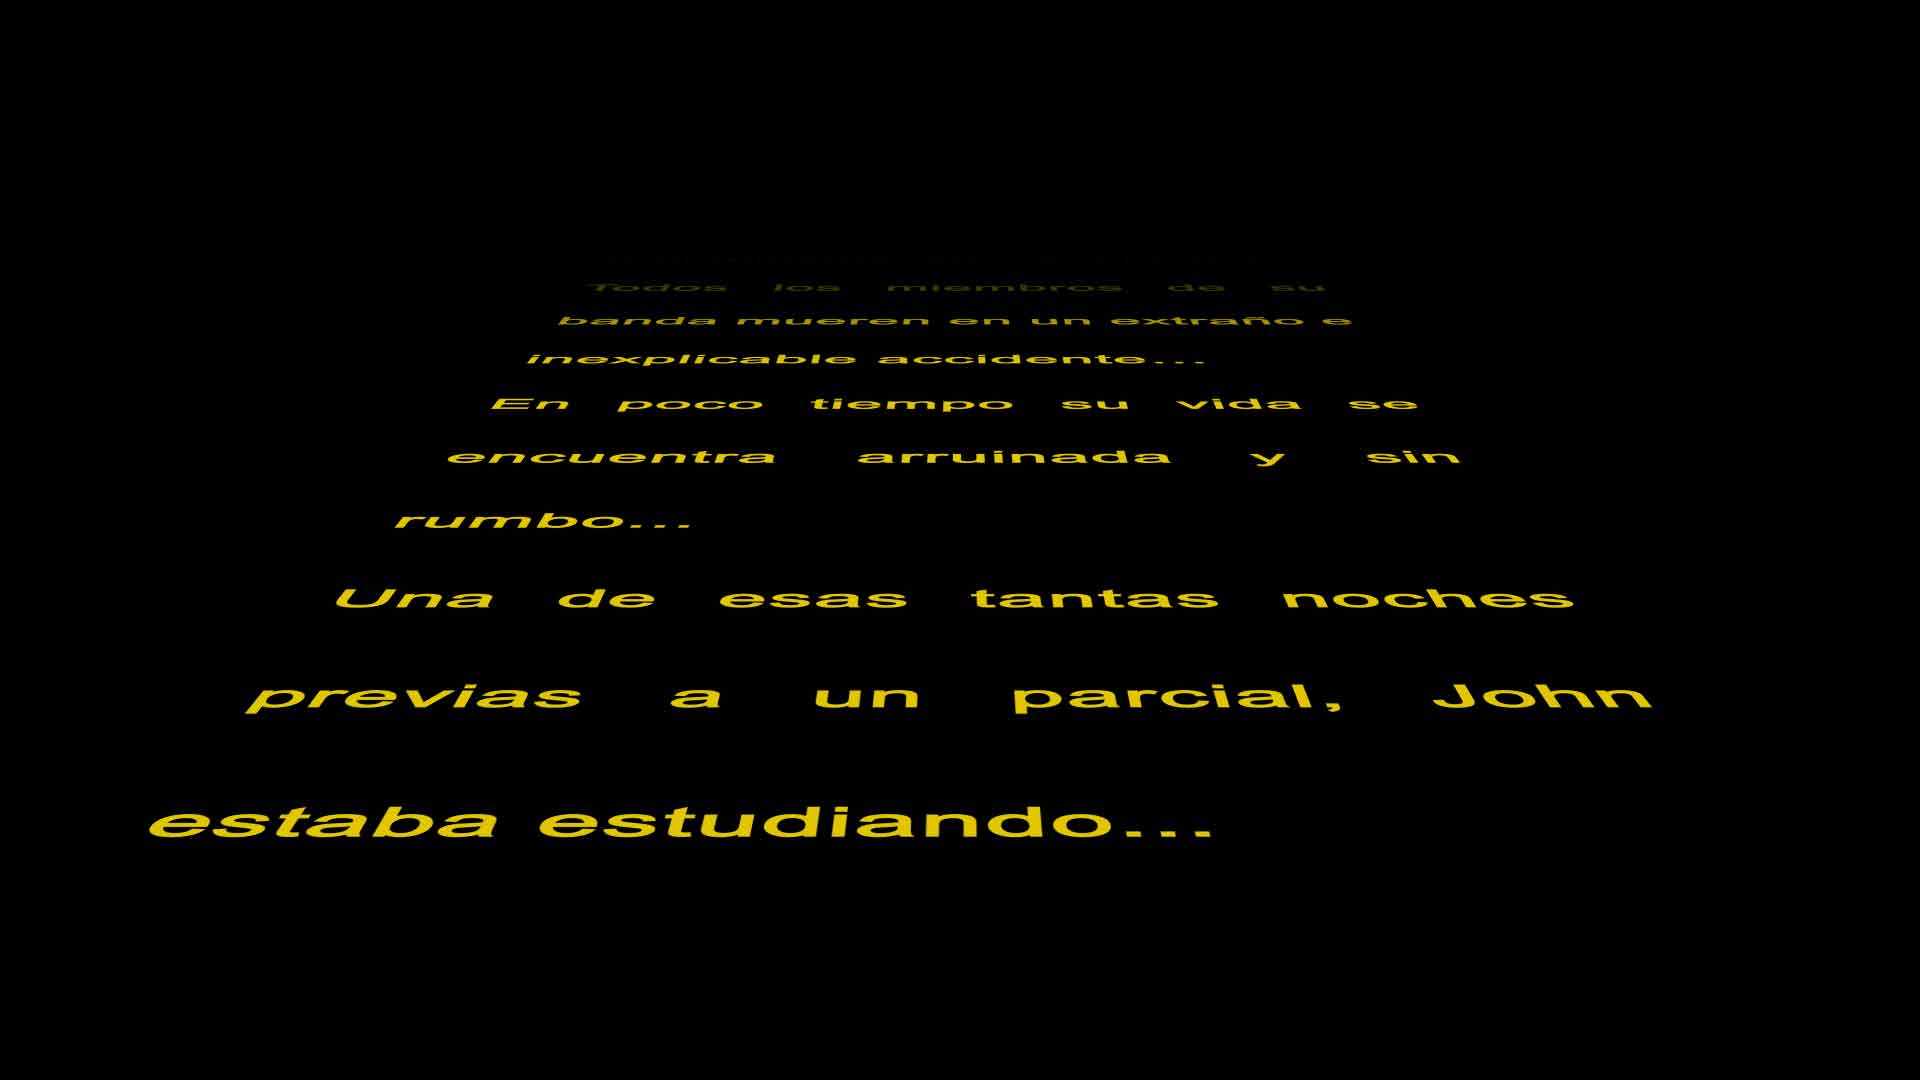 Todos los miembros de su
banda mueren en un extraño e
inexplicable accidente...
En poco tiempo su vida se
encuentra arruinada y sin
rumbo...
Una de esas tantas noches
previas a un parcial, John
estaba estudiando...